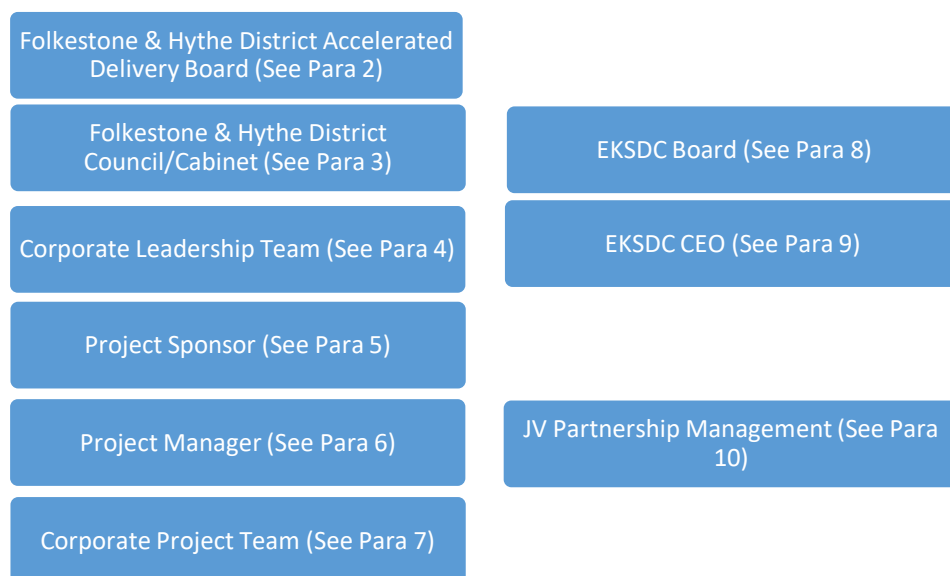 Folkestone & Hythe District Accelerated
Delivery Board (See Para 2)
Folkestone & Hythe District
Council/Cabinet (See Para 3)
Corporate Leadership Team (See Para 4)
Project Sponsor (See Para 5)
Project Manager (See Para 6)
Corporate Project Team (See Para 7)
EKSDC Board (See Para 8)
EKSDC CEO (See Para 9)
JV Partnership Management (See Para
10)